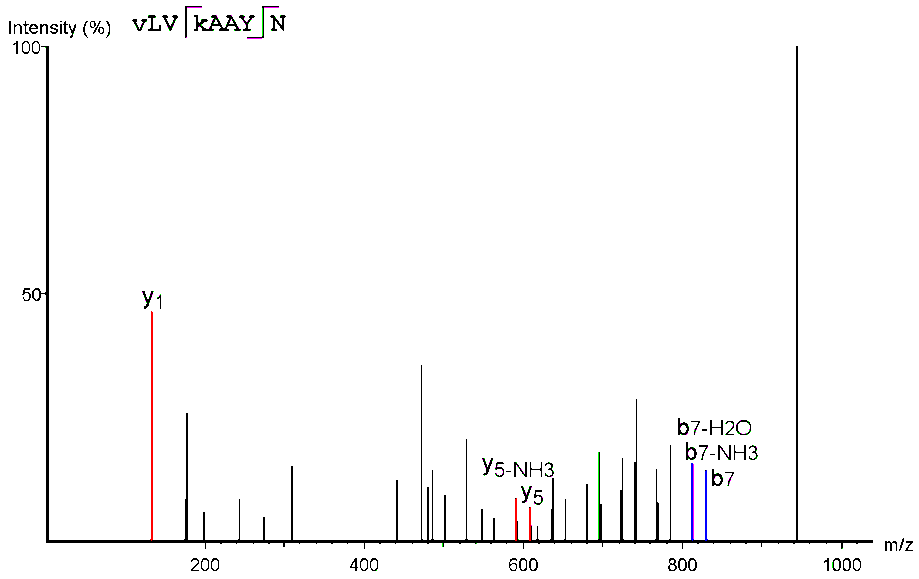 vLVkAAYN
Intensity (%)
100
50
y1
b7-H2O
b7-NH3
y5-NH3
b7
y5
m/z
200 400 600 800 1000